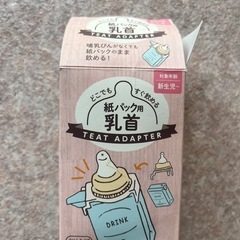 哺乳びんがなくても
紙パックのまま
飲める!
対象年齢
新生児~
どこでもすぐ飲める
紙パック用
乳首
TEAT ADAPTER
DRINK